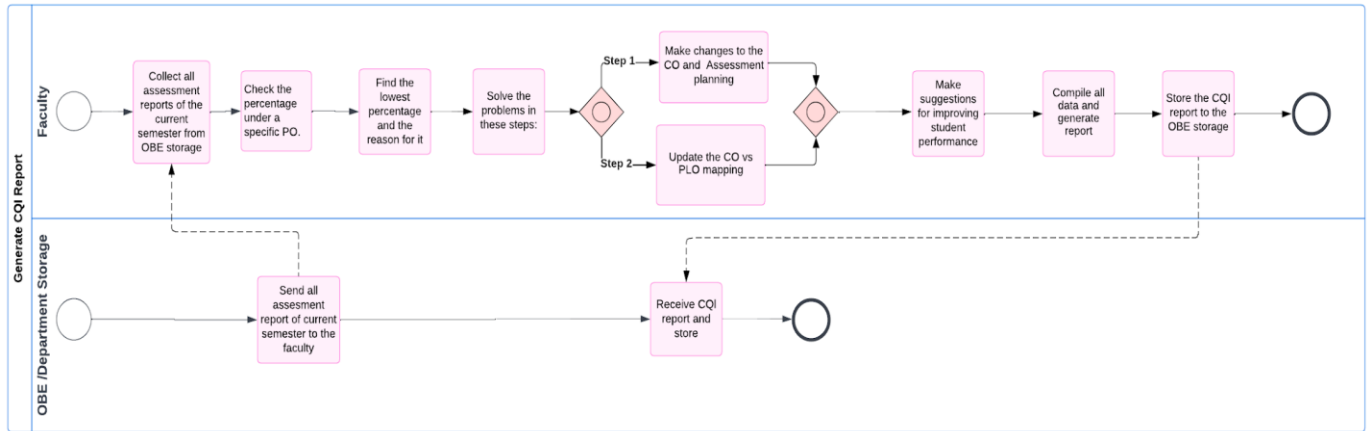 Generate CQI Report
Faculty
Collect all
assessment
reports of the
current
semester from
OBE storage
Check the
percentage
under a
specific PO.
Find the
lowest
percentage
and the
reason for it
Solve the
problems in
these steps:
Step 1
Make changes to the
CO and Assessment
planning
Step 2
Update the CO vs
PLO mapping
Make
suggestions
for improving
student
performance
Compile all
data and
generate
report
Store the CQI
report to the
OBE storage
OBE /Department Storage
Send all
assesment
report of current
semester to the
faculty
Receive CQI
report and
store